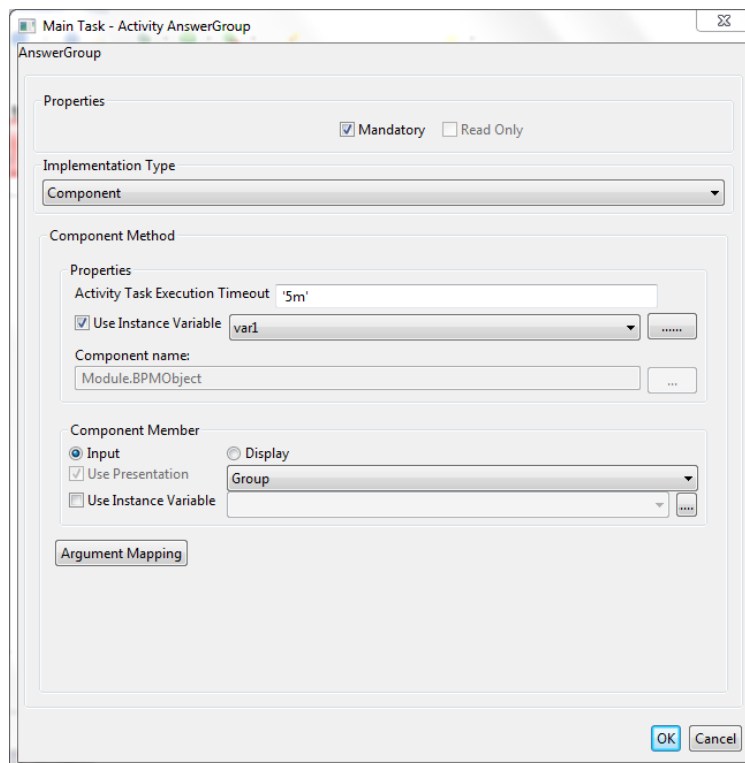 Main Task - Activity AnswerGroup
AnswerGroup
Properties
Mandatory Read Only
Implementation Type
Component
Component Method
Properties
Activity Task Execution Timeout '5m'
Use Instance Variable var1 ......
Component name:
Module.BPMObject ...
Component Member
Input Display
Use Presentation Group
Use Instance Variable ....
Argument Mapping
OK Cancel